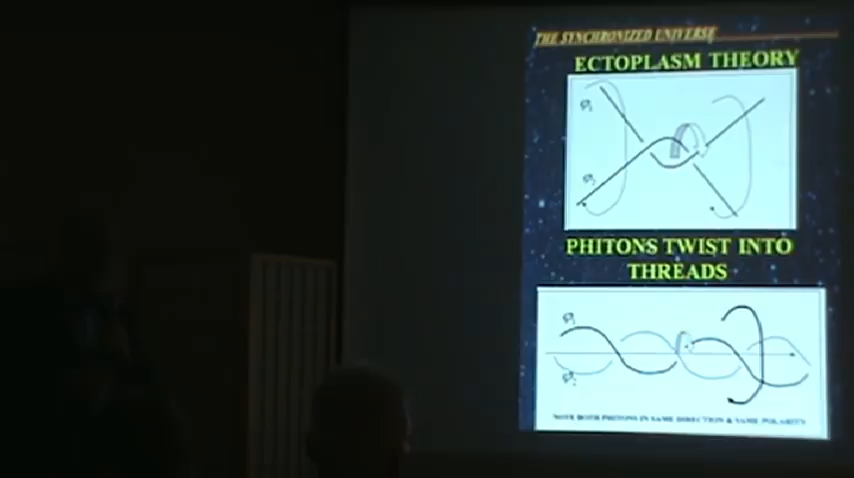 THE SYNCHRONIZED UNIVERSE
ECTOPLASM THEORY
PHITONS TWIST INTO
THREADS
NOTE BOTH PHITONS IN SAME DIRECTION & SAME POLARITY